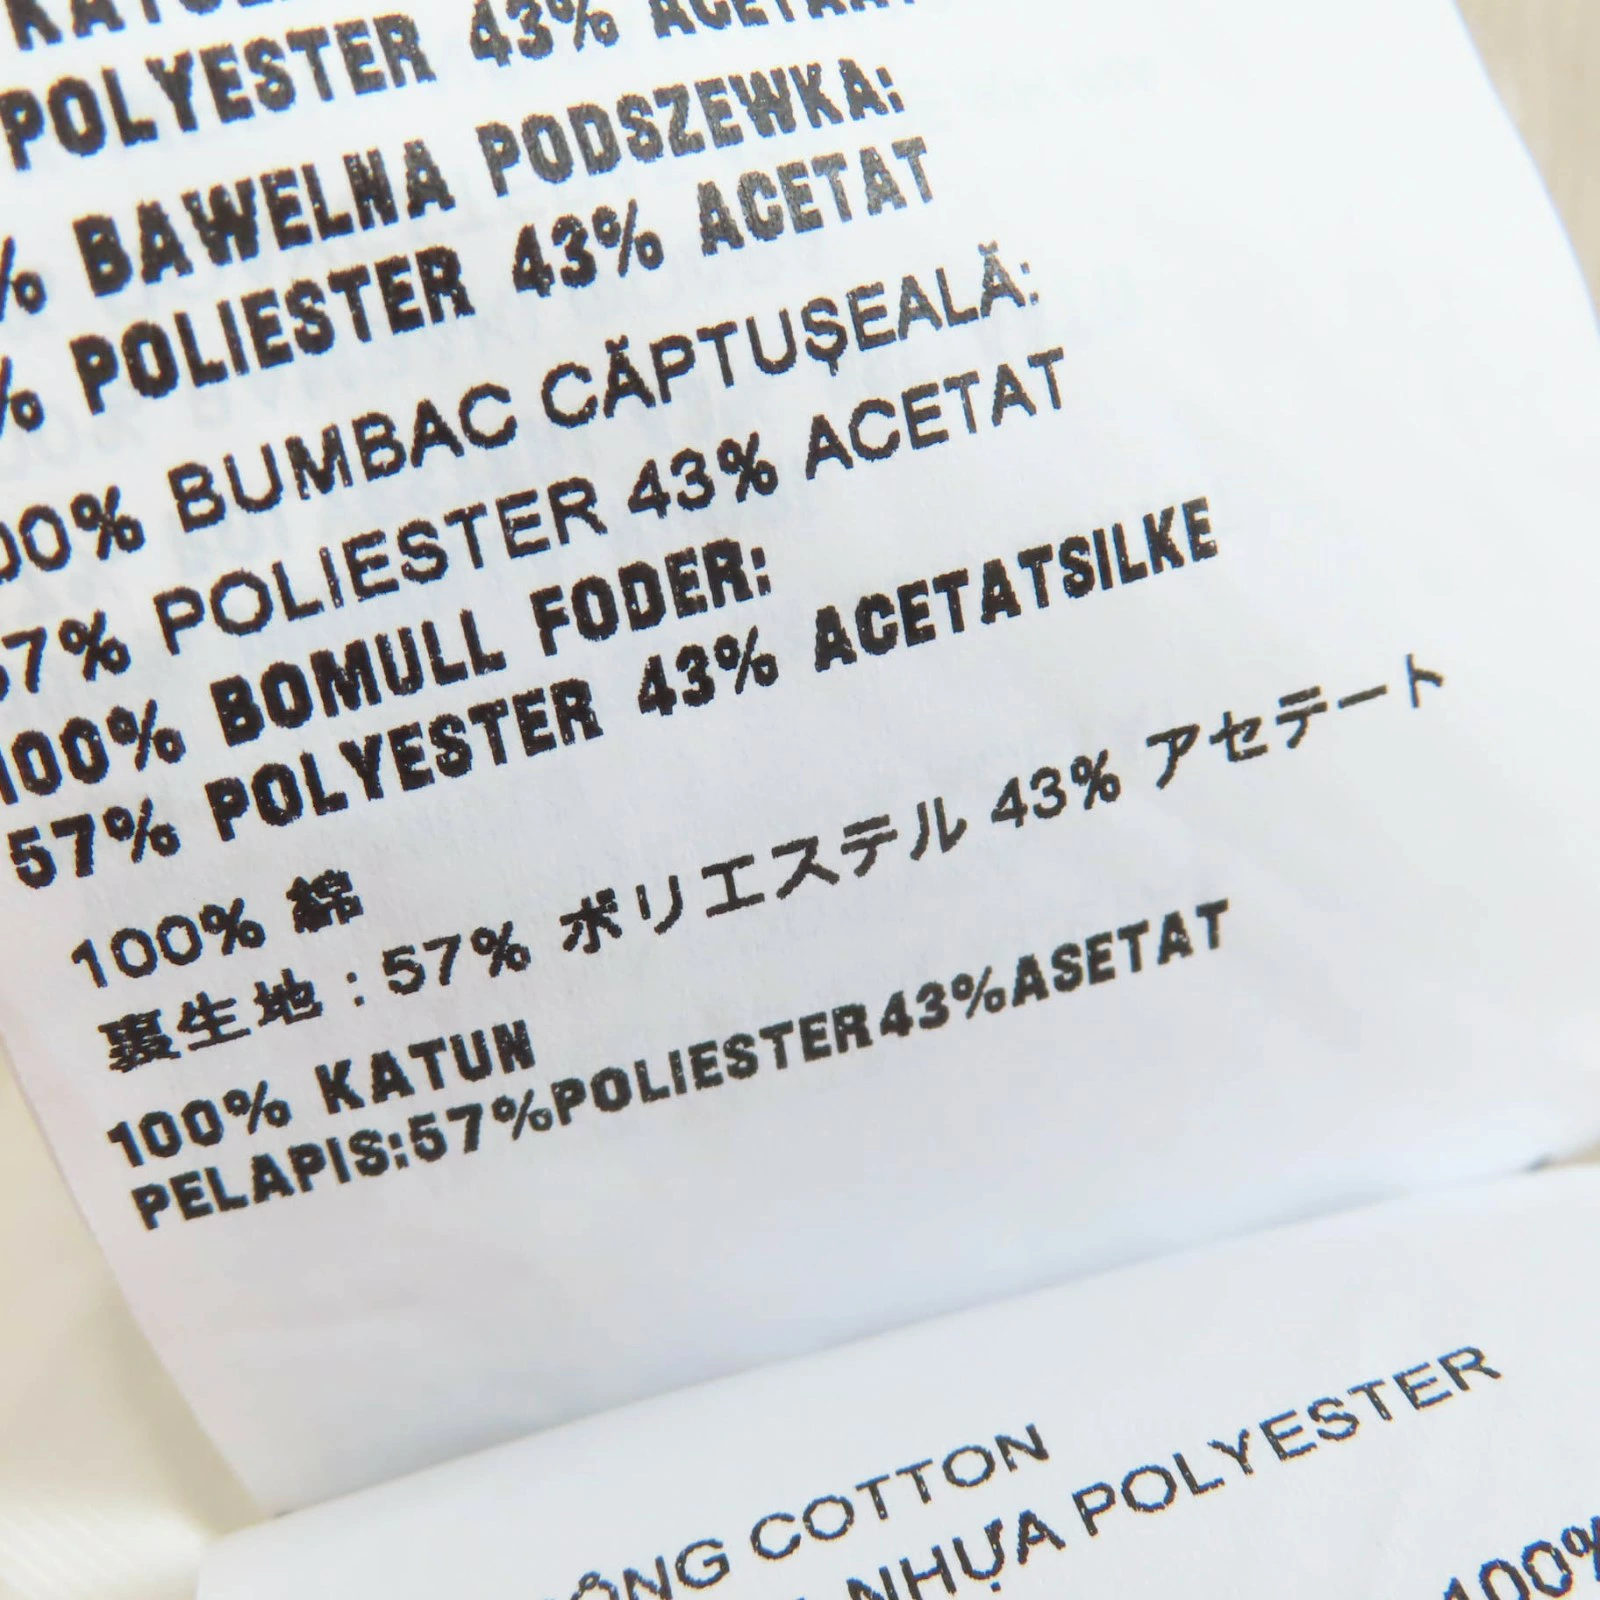 POLYESTER 43%
% BAWELNA PODSZEWKA:
% POLIESTER 43% ACETAT
00% BUMBAC CĂPTUȘEALĂ:
57% POLIESTER 43% ACETAT
100% BOMULL FODER:
57% POLYESTER 43% ACETATSILKE
100% 綿
裏生地 : 57% ポリエステル 43% アセテート
100% KATUN
PELAPIS:57%POLIESTER43%ASETAT
COTTON
NHỰA POLYESTER
100%